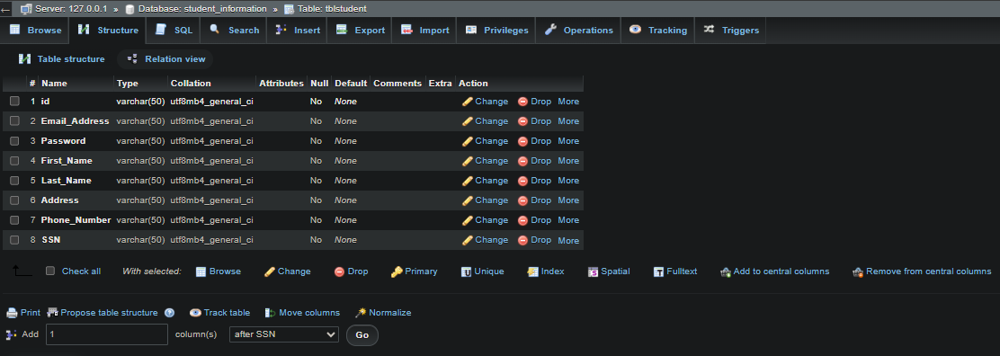 Server: 127.0.0.1 » Database: student_information » Table: tblstudent
Browse Structure SQL Search Insert Export Import Privileges Operations Tracking Triggers
Table structure Relation view
# Name Type Collation Attributes Null Default Comments Extra Action
1 id varchar(50) utf8mb4_general_ci No None Change Drop More
2 Email_Address varchar(50) utf8mb4_general_ci No None Change Drop More
3 Password varchar(50) utf8mb4_general_ci No None Change Drop More
4 First_Name varchar(50) utf8mb4_general_ci No None Change Drop More
5 Last_Name varchar(50) utf8mb4_general_ci No None Change Drop More
6 Address varchar(50) utf8mb4_general_ci No None Change Drop More
7 Phone_Number varchar(50) utf8mb4_general_ci No None Change Drop More
8 SSN varchar(50) utf8mb4_general_ci No None Change Drop More
Check all With selected: Browse Change Drop Primary Unique Index Spatial Fulltext Add to central columns Remove from central columns
Print Propose table structure Track table Move columns Normalize
Add 1 column(s) after SSN Go